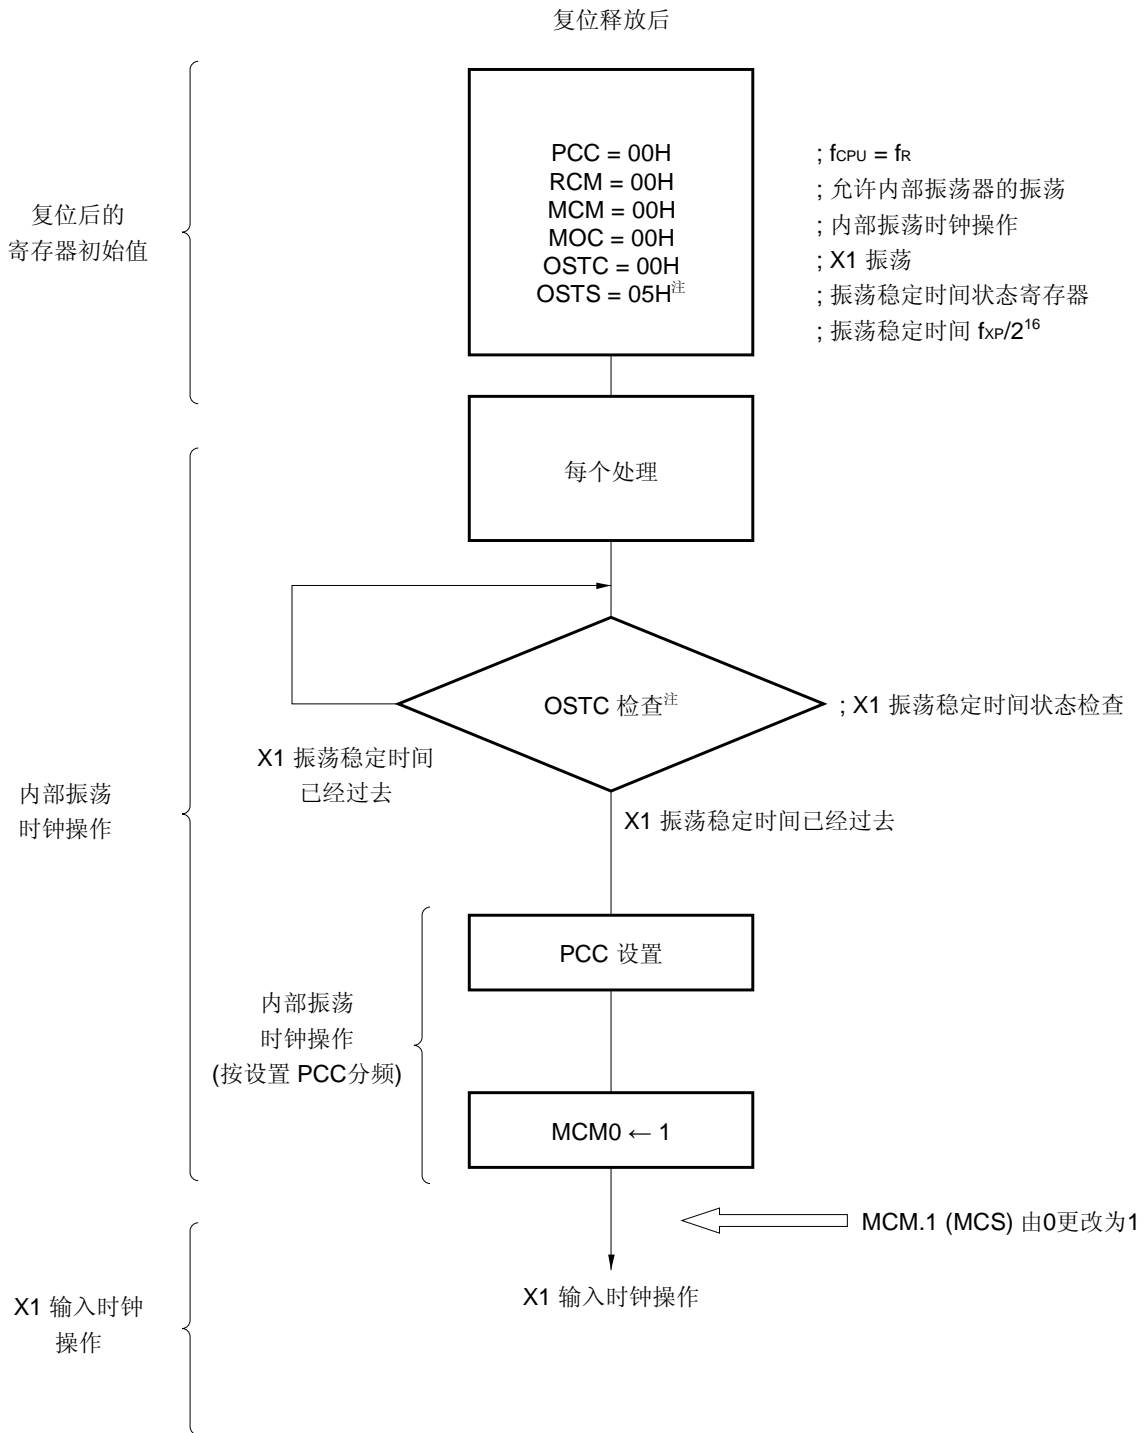 复位释放后
复位后的
寄存器初始值
PCC = 00H
RCM = 00H
MCM = 00H
MOC = 00H
OSTC = 00H
OSTS = 05H注
; fCPU = fR
; 允许内部振荡器的振荡
; 内部振荡时钟操作
; X1 振荡
; 振荡稳定时间状态寄存器
; 振荡稳定时间 fXP/2^16
每个处理
内部振荡
时钟操作
OSTC 检查注
; X1 振荡稳定时间状态检查
X1 振荡稳定时间
已经过去
X1 振荡稳定时间已经过去
内部振荡
时钟操作
(按设置 PCC分频)
PCC 设置
MCM0 ← 1
MCM.1 (MCS) 由0更改为1
X1 输入时钟操作
X1 输入时钟
操作